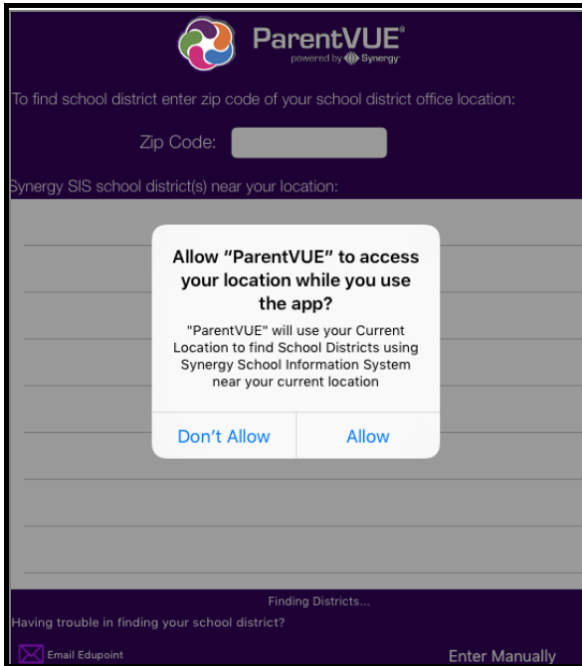 ParentVUE®
powered by Synergy
To find school district enter zip code of your school district office location:
Zip Code:
Synergy SIS school district(s) near your location:
Allow “ParentVUE” to access
your location while you use
the app?
"ParentVUE" will use your Current
Location to find School Districts using
Synergy School Information System
near your current location
Don’t Allow
Allow
Finding Districts...
Having trouble in finding your school district?
Email Edupoint
Enter Manually